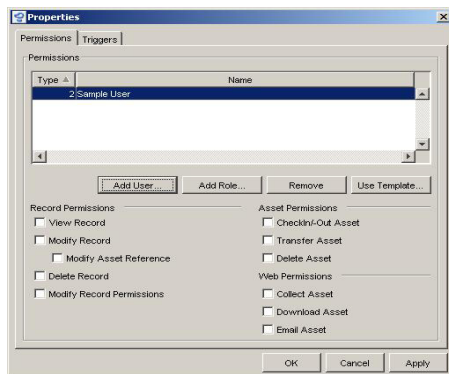 Properties
Permissions Triggers
Permissions
Type Name
2 Sample User
Add User... Add Role... Remove Use Template...
Record Permissions Asset Permissions
View Record CheckIn/-Out Asset
Modify Record Transfer Asset
Modify Asset Reference Delete Asset
Delete Record Web Permissions
Modify Record Permissions Collect Asset
Download Asset
Email Asset
OK Cancel Apply